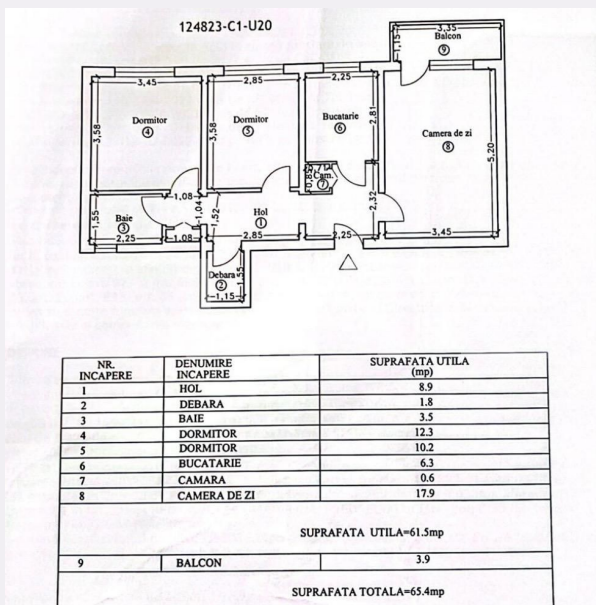 124823-C1-U20
3,35
Balcon
1,15
9
3,45
2,85
2,25
Dormitor
4
3,58
Dormitor
5
3,58
Bucatarie
6
2,81
Camera de zi
8
5,20
0,71
Cam.
0,85
7
1,08
1,04
1,52
2,32
1,55
Baie
3
Hol
1
2,25
1,08
2,85
2,25
3,45
Debara
2
1,55
1,15
NR. INCAPERE DENUMIRE INCAPERE SUPRAFATA UTILA (mp)
1 HOL 8.9
2 DEBARA 1.8
3 BAIE 3.5
4 DORMITOR 12.3
5 DORMITOR 10.2
6 BUCATARIE 6.3
7 CAMARA 0.6
8 CAMERA DE ZI 17.9
SUPRAFATA UTILA=61.5mp
9 BALCON 3.9
SUPRAFATA TOTALA=65.4mp